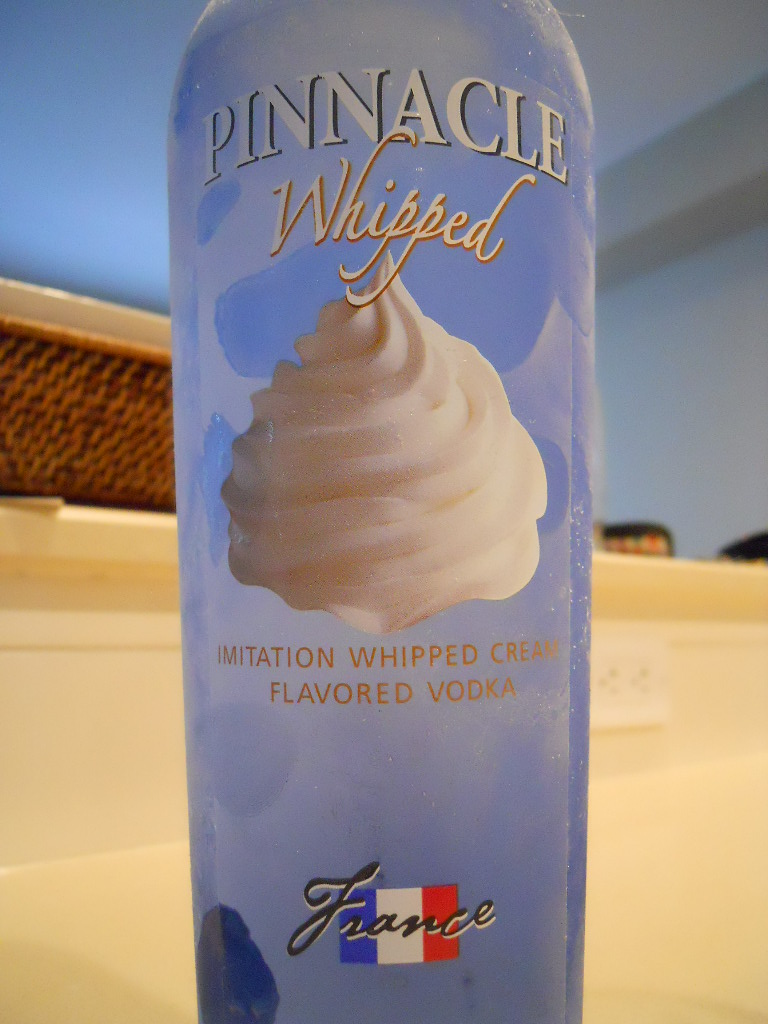 PINNACLE
Whipped
IMITATION WHIPPED CREAM
FLAVORED VODKA
France